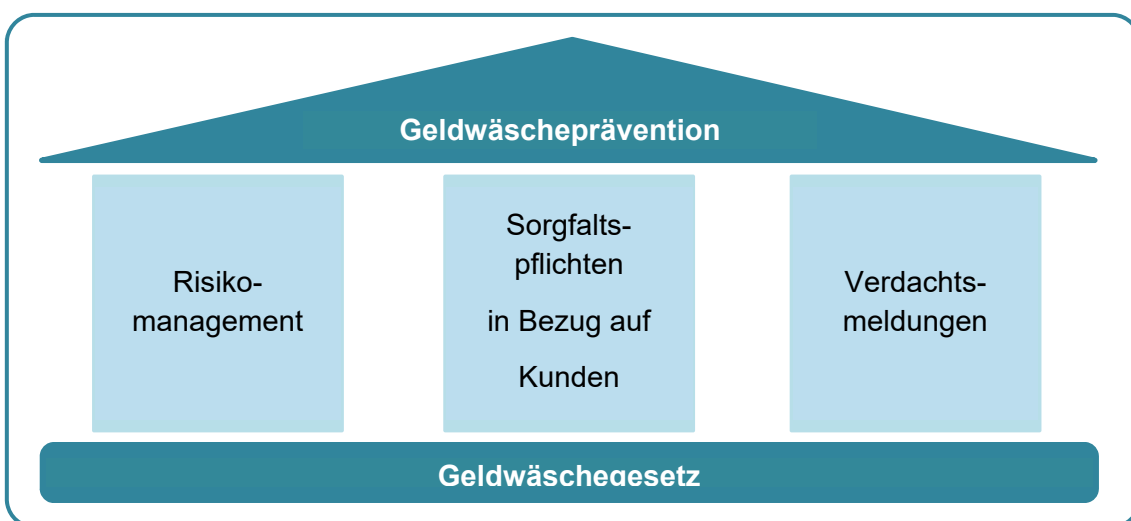 Geldwäscheprävention
Risiko-
management
Sorgfalts-
pflichten
in Bezug auf
Kunden
Verdachts-
meldungen
Geldwäschegesetz